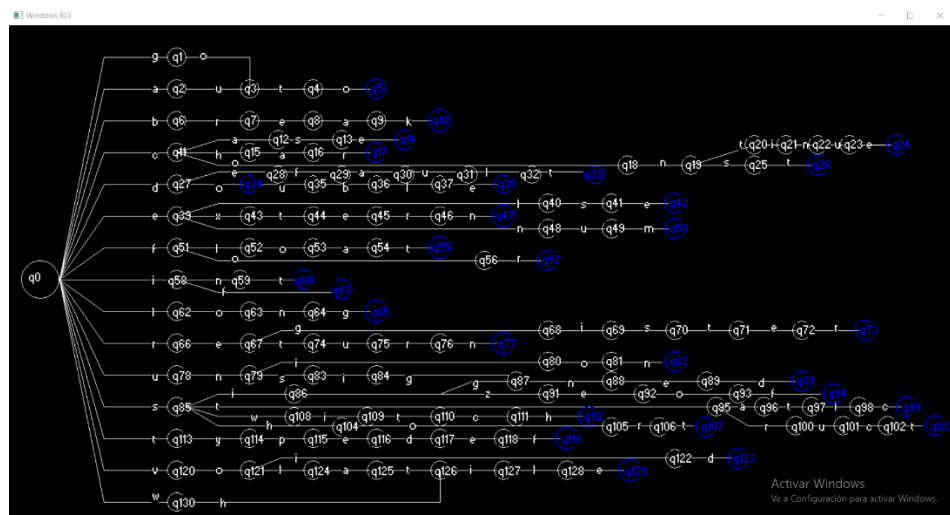 Windows BGI
g q1 o
a q2 u q3 t q4 o q5
b q6 r q7 e q8 a q9 k q10
a q12 s q13 e q14
t q20 i q21 n q22 u q23 e q24
c q11 h q15 a q16 r q17
o q18 n q19 s q25 t q26
e q28 f q29 a q30 u q31 l q32 t q33
d q27 o q34 u q35 b q36 l q37 e q38
l q40 s q41 e q42
e q39 x q43 t q44 e q45 r q46 n q47
n q48 u q49 m q50
f q51 l q52 o q53 a q54 t q55
o q56 r q57
q0
i q58 n q59 t q60
f q61
l q62 o q63 n q64 g q65
g q68 i q69 s q70 t q71 e q72 r q73
r q66 e q67 t q74 u q75 r q76 n q77
i q80 o q81 n q82
u q78 n q79 s q83 i q84 g
g q87 n q88 e q89 d q89
i q86 z q91 e q92 o q93 f q94
s q85 t q95 a q96 t q97 i q98 c q99
w q108 i q109 t q110 c q111 h q112
h q104 o q105 r q106 t q107
r q100 u q101 c q102 t
t q113 y q114 p q115 e q116 d q117 e q118 f q119
i q122 d q123
v q120 o q121 l q124 a q125 t q126 i q127 l q128 e q129
w q130 h
Activar Windows
Ve a Configuración para activar Windows.